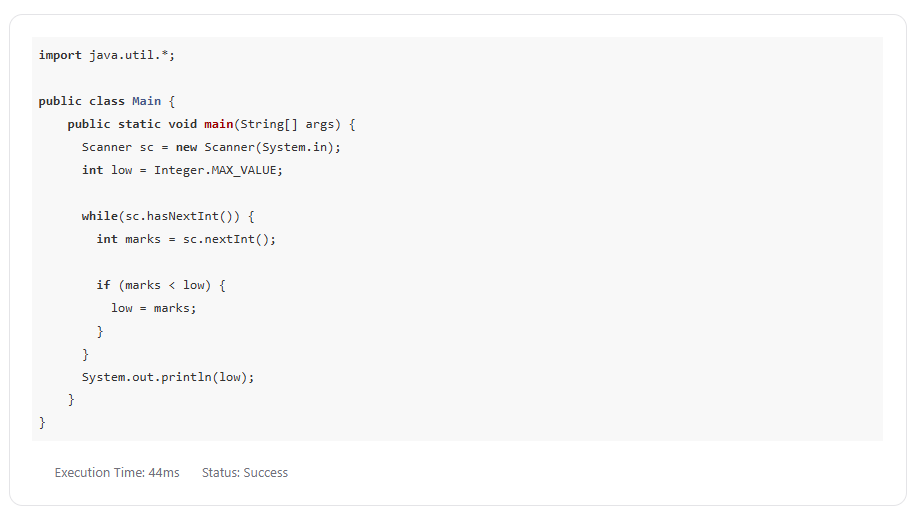 import java.util.*;

public class Main {
    public static void main(String[] args) {
      Scanner sc = new Scanner(System.in);
      int low = Integer.MAX_VALUE;

      while(sc.hasNextInt()) {
        int marks = sc.nextInt();

        if (marks < low) {
          low = marks;
        }
      }
      System.out.println(low);
    }
}
Execution Time: 44ms Status: Success